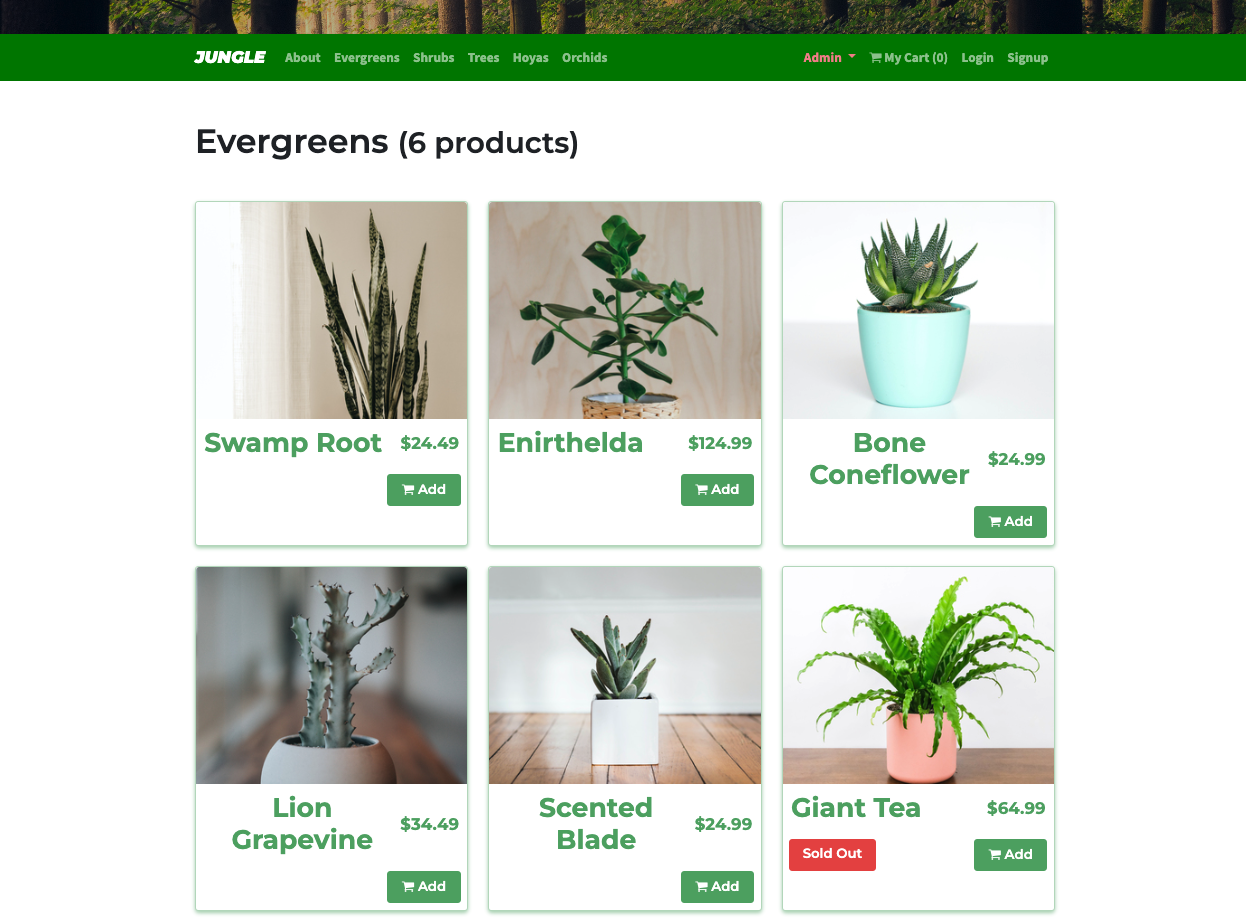 JUNGLE About Evergreens Shrubs Trees Hoyas Orchids Admin My Cart (0) Login Signup
Evergreens (6 products)
Swamp Root $24.49
Add
Enirthelda $124.99
Add
Bone
Coneflower
$24.99
Add
Lion
Grapevine
$34.49
Add
Scented
Blade
$24.99
Add
Giant Tea $64.99
Sold Out Add